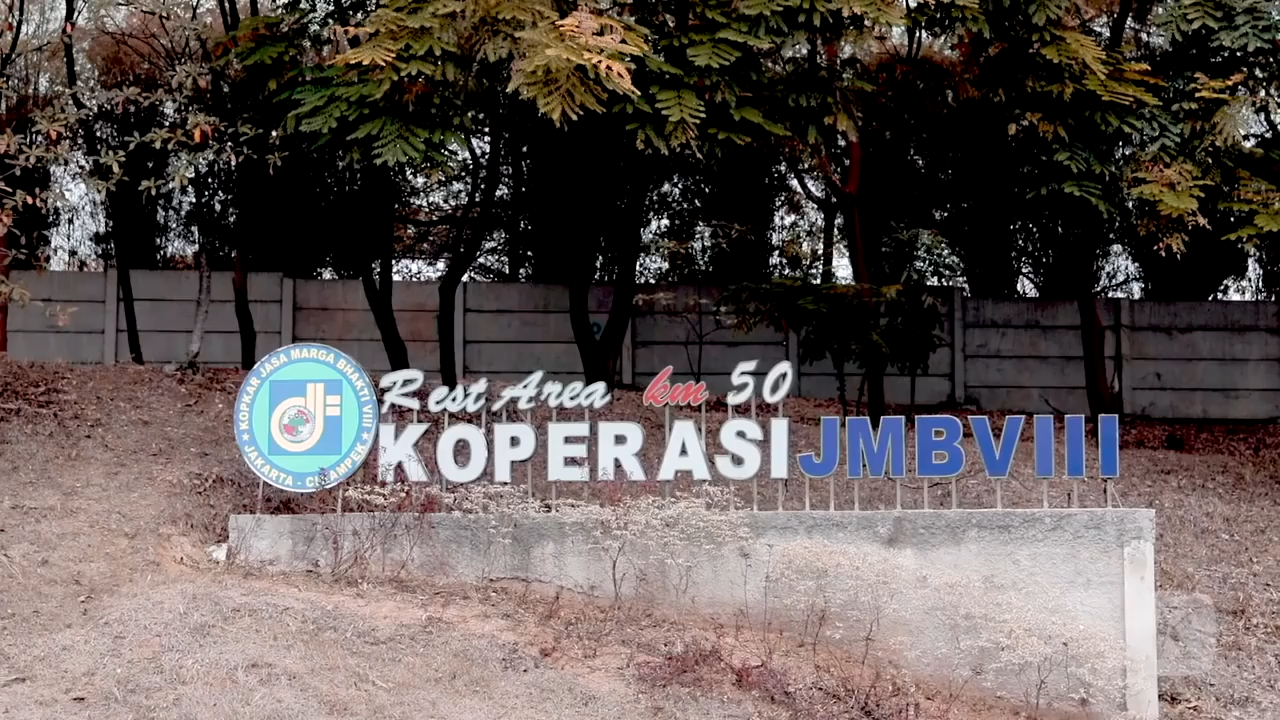 KOPKAR JASA MARGA BHAKTI VIII
JAKARTA - CIKAMPEK
Rest Area km 50
KOPERASI JMBVIII